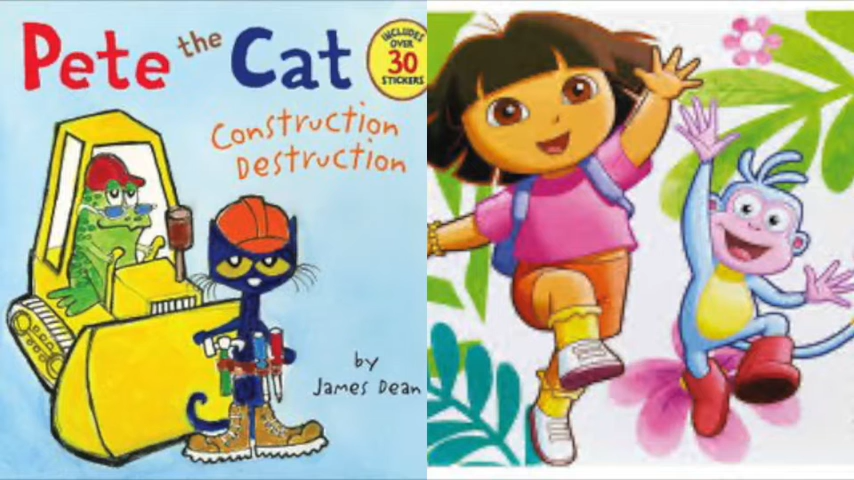 Pete the Cat
INCLUDES
OVER
30
STICKERS
Construction
Destruction
by
James Dean